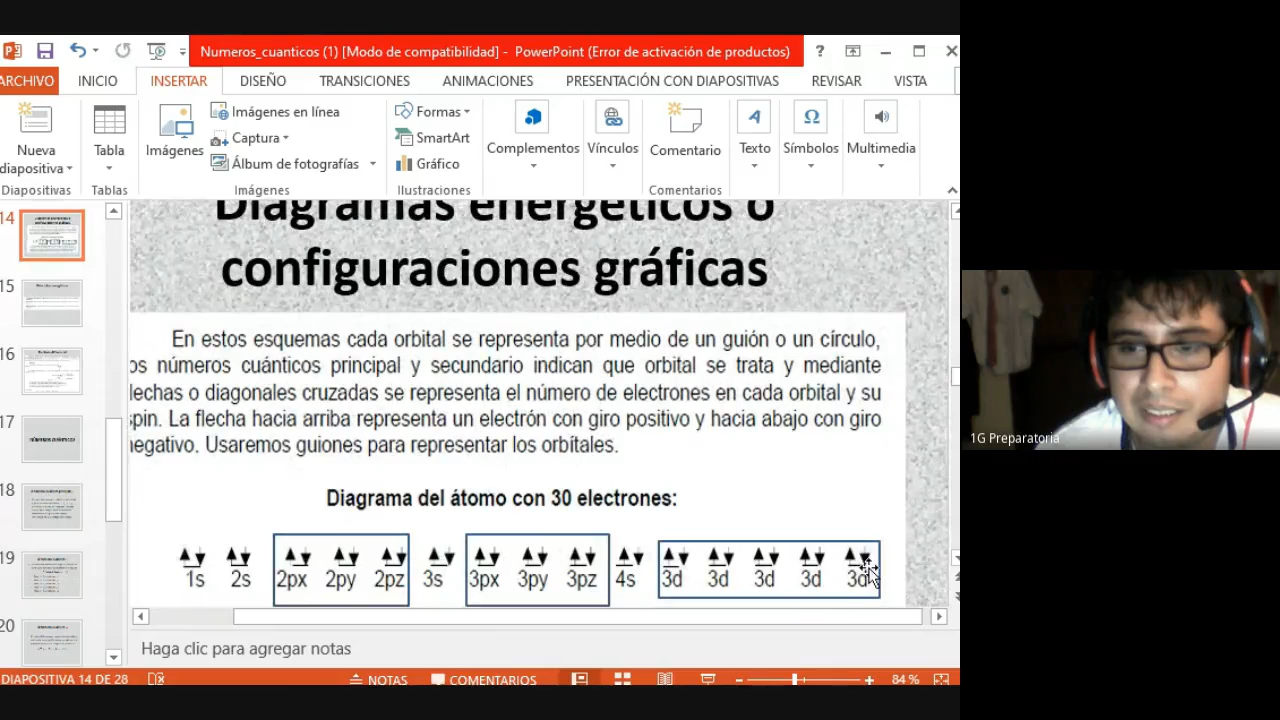 Numeros_cuanticos (1) [Modo de compatibilidad] - PowerPoint (Error de activación de productos)
ARCHIVO INICIO INSERTAR DISEÑO TRANSICIONES ANIMACIONES PRESENTACIÓN CON DIAPOSITIVAS REVISAR VISTA
Nueva diapositiva
Diapositivas
Tabla
Tablas
Imágenes
Imágenes en línea
Captura
Álbum de fotografías
Imágenes
Formas
SmartArt
Gráfico
Ilustraciones
Complementos
Vínculos
Comentario
Comentarios
Texto
Símbolos
Multimedia
14
15
16
17
18
19
20
Diagramas energéticos o
configuraciones gráficas
En estos esquemas cada orbital se representa por medio de un guión o un círculo,
os números cuánticos principal y secundario indican que orbital se trata y mediante
lechas o diagonales cruzadas se representa el número de electrones en cada orbital y su
spin. La flecha hacia arriba representa un electrón con giro positivo y hacia abajo con giro
negativo. Usaremos guiones para representar los orbítales.
Diagrama del átomo con 30 electrones:
1s 2s 2px 2py 2pz 3s 3px 3py 3pz 4s 3d 3d 3d 3d 3d
Haga clic para agregar notas
DIAPOSITIVA 14 DE 28 NOTAS COMENTARIOS 84 %
1G Preparatoria